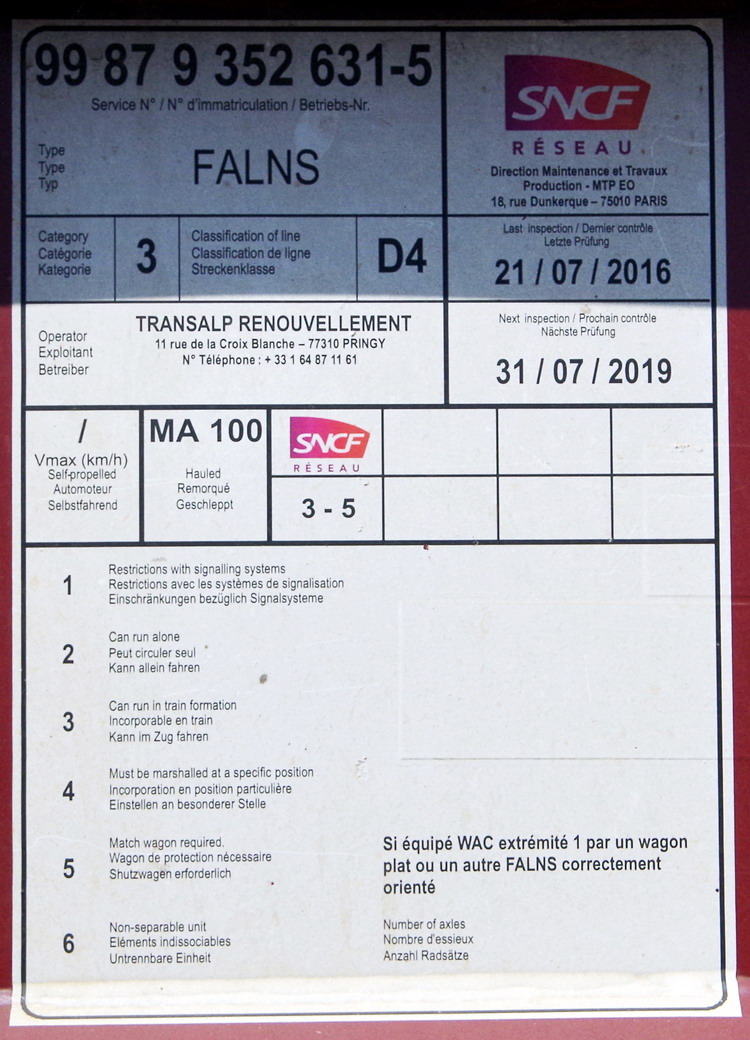 99 87 9 352 631-5
Service N° / N° d'immatriculation / Betriebs-Nr.
Type
Type
Typ
FALNS
SNCF
RÉSEAU
Direction Maintenance et Travaux
Production - MTP EO
18, rue Dunkerque – 75010 PARIS
Category
Catégorie
Kategorie
3
Classification of line
Classification de ligne
Streckenklasse
D4
Last inspection / Dernier contrôle
Letzte Prüfung
21 / 07 / 2016
Operator
Exploitant
Betreiber
TRANSALP RENOUVELLEMENT
11 rue de la Croix Blanche – 77310 PRINGY
N° Téléphone : + 33 1 64 87 11 61
Next inspection / Prochain contrôle
Nächste Prüfung
31 / 07 / 2019
/
Vmax (km/h)
Self-propelled
Automoteur
Selbstfahrend
MA 100
Hauled
Remorqué
Geschleppt
SNCF
RÉSEAU
3 - 5
1
Restrictions with signalling systems
Restrictions avec les systèmes de signalisation
Einschränkungen bezüglich Signalsysteme
2
Can run alone
Peut circuler seul
Kann allein fahren
3
Can run in train formation
Incorporable en train
Kann im Zug fahren
4
Must be marshalled at a specific position
Incorporation en position particulière
Einstellen an besonderer Stelle
5
Match wagon required.
Wagon de protection nécessaire
Shutzwagen erforderlich
Si équipé WAC extrémité 1 par un wagon
plat ou un autre FALNS correctement
orienté
6
Non-separable unit
Eléments indissociables
Untrennbare Einheit
Number of axles
Nombre d'essieux
Anzahl Radsätze